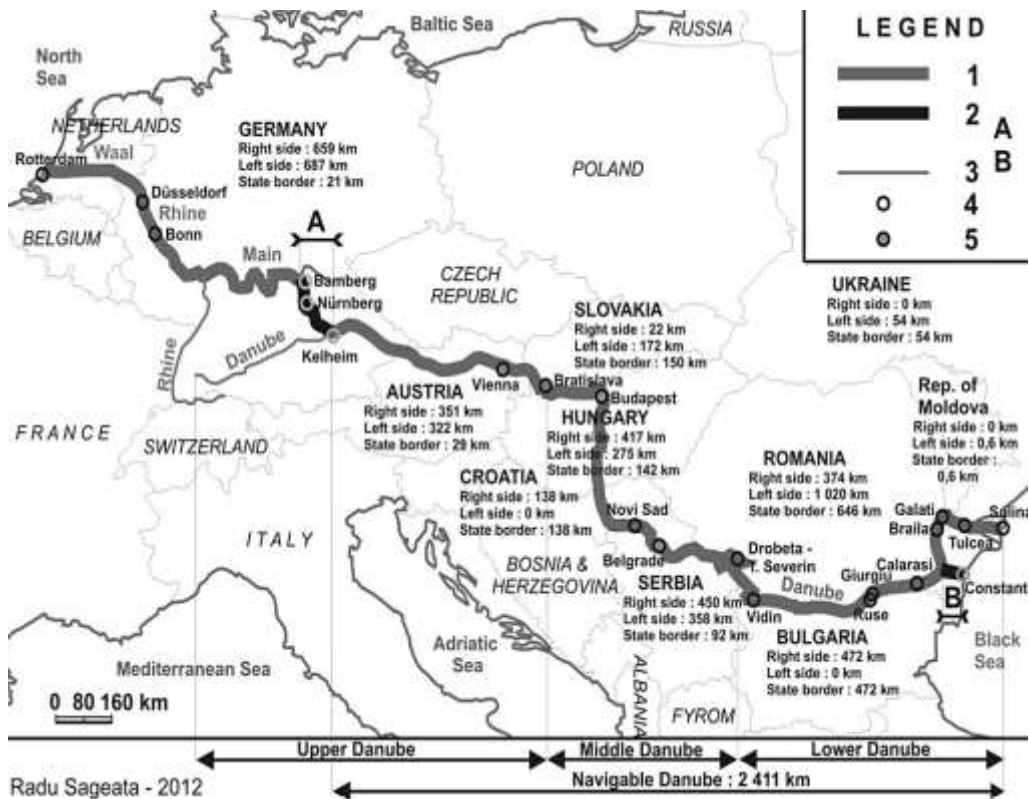 Baltic Sea
RUSSIA
North
Sea
NETHERLANDS
Waal
Rotterdam
GERMANY
Right side : 659 km
Left side : 687 km
State border : 21 km
POLAND
LEGEND
1
2
A
B
3
4
5
Düsseldorf
Rhine
Bonn
BELGIUM
Main
A
Bamberg
Nürnberg
CZECH
REPUBLIC
Danube
Kelheim
Rhine
UKRAINE
Right side : 0 km
Left side : 54 km
State border : 54 km
SLOVAKIA
Right side : 22 km
Left side : 172 km
State border : 150 km
Vienna
Bratislava
Budapest
AUSTRIA
Right side : 351 km
Left side : 322 km
State border : 29 km
HUNGARY
Right side : 417 km
Left side : 275 km
State border : 142 km
Rep. of
Moldova
Right side : 0 km
Left side : 0,6 km
State border :
0,6 km
FRANCE
SWITZERLAND
CROATIA
Right side : 138 km
Left side : 0 km
State border : 138 km
ROMANIA
Right side : 374 km
Left side : 1 020 km
State border : 646 km
ITALY
Novi Sad
Belgrade
BOSNIA &
HERZEGOVINA
Drobeta -
T. Severin
Galati
Braila
Tulcea
Sulina
Calarasi
Giurgiu
Danube
Constant
SERBIA
Right side : 450 km
Left side : 358 km
State border : 92 km
Vidin
Ruse
B
BULGARIA
Right side : 472 km
Left side : 0 km
State border : 472 km
Black
Sea
Adriatic
Sea
Mediterranean Sea
ALBANIA
FYROM
0 80 160 km
Upper Danube
Middle Danube
Lower Danube
Navigable Danube : 2 411 km
Radu Sageata - 2012